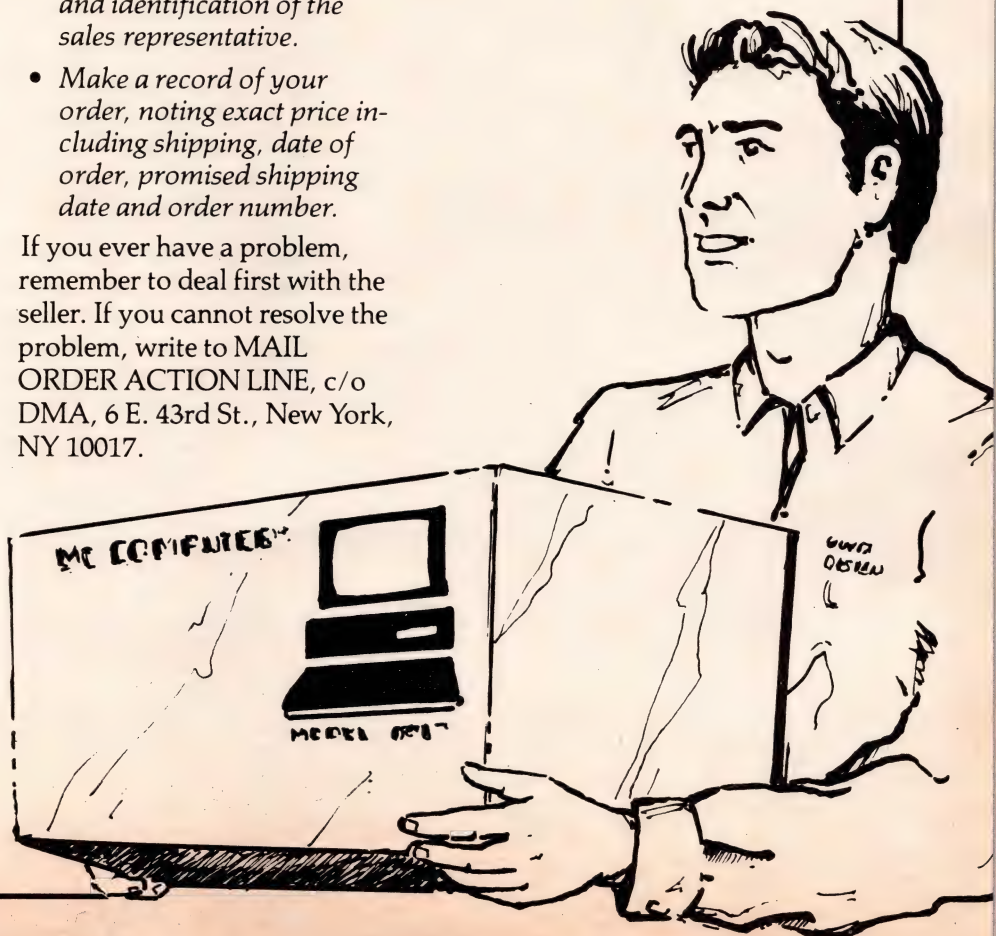 and identification of the
sales representative.
• Make a record of your
order, noting exact price in-
cluding shipping, date of
order, promised shipping
date and order number.
If you ever have a problem,
remember to deal first with the
seller. If you cannot resolve the
problem, write to MAIL
ORDER ACTION LINE, c/o
DMA, 6 E. 43rd St., New York,
NY 10017.
DESIGN